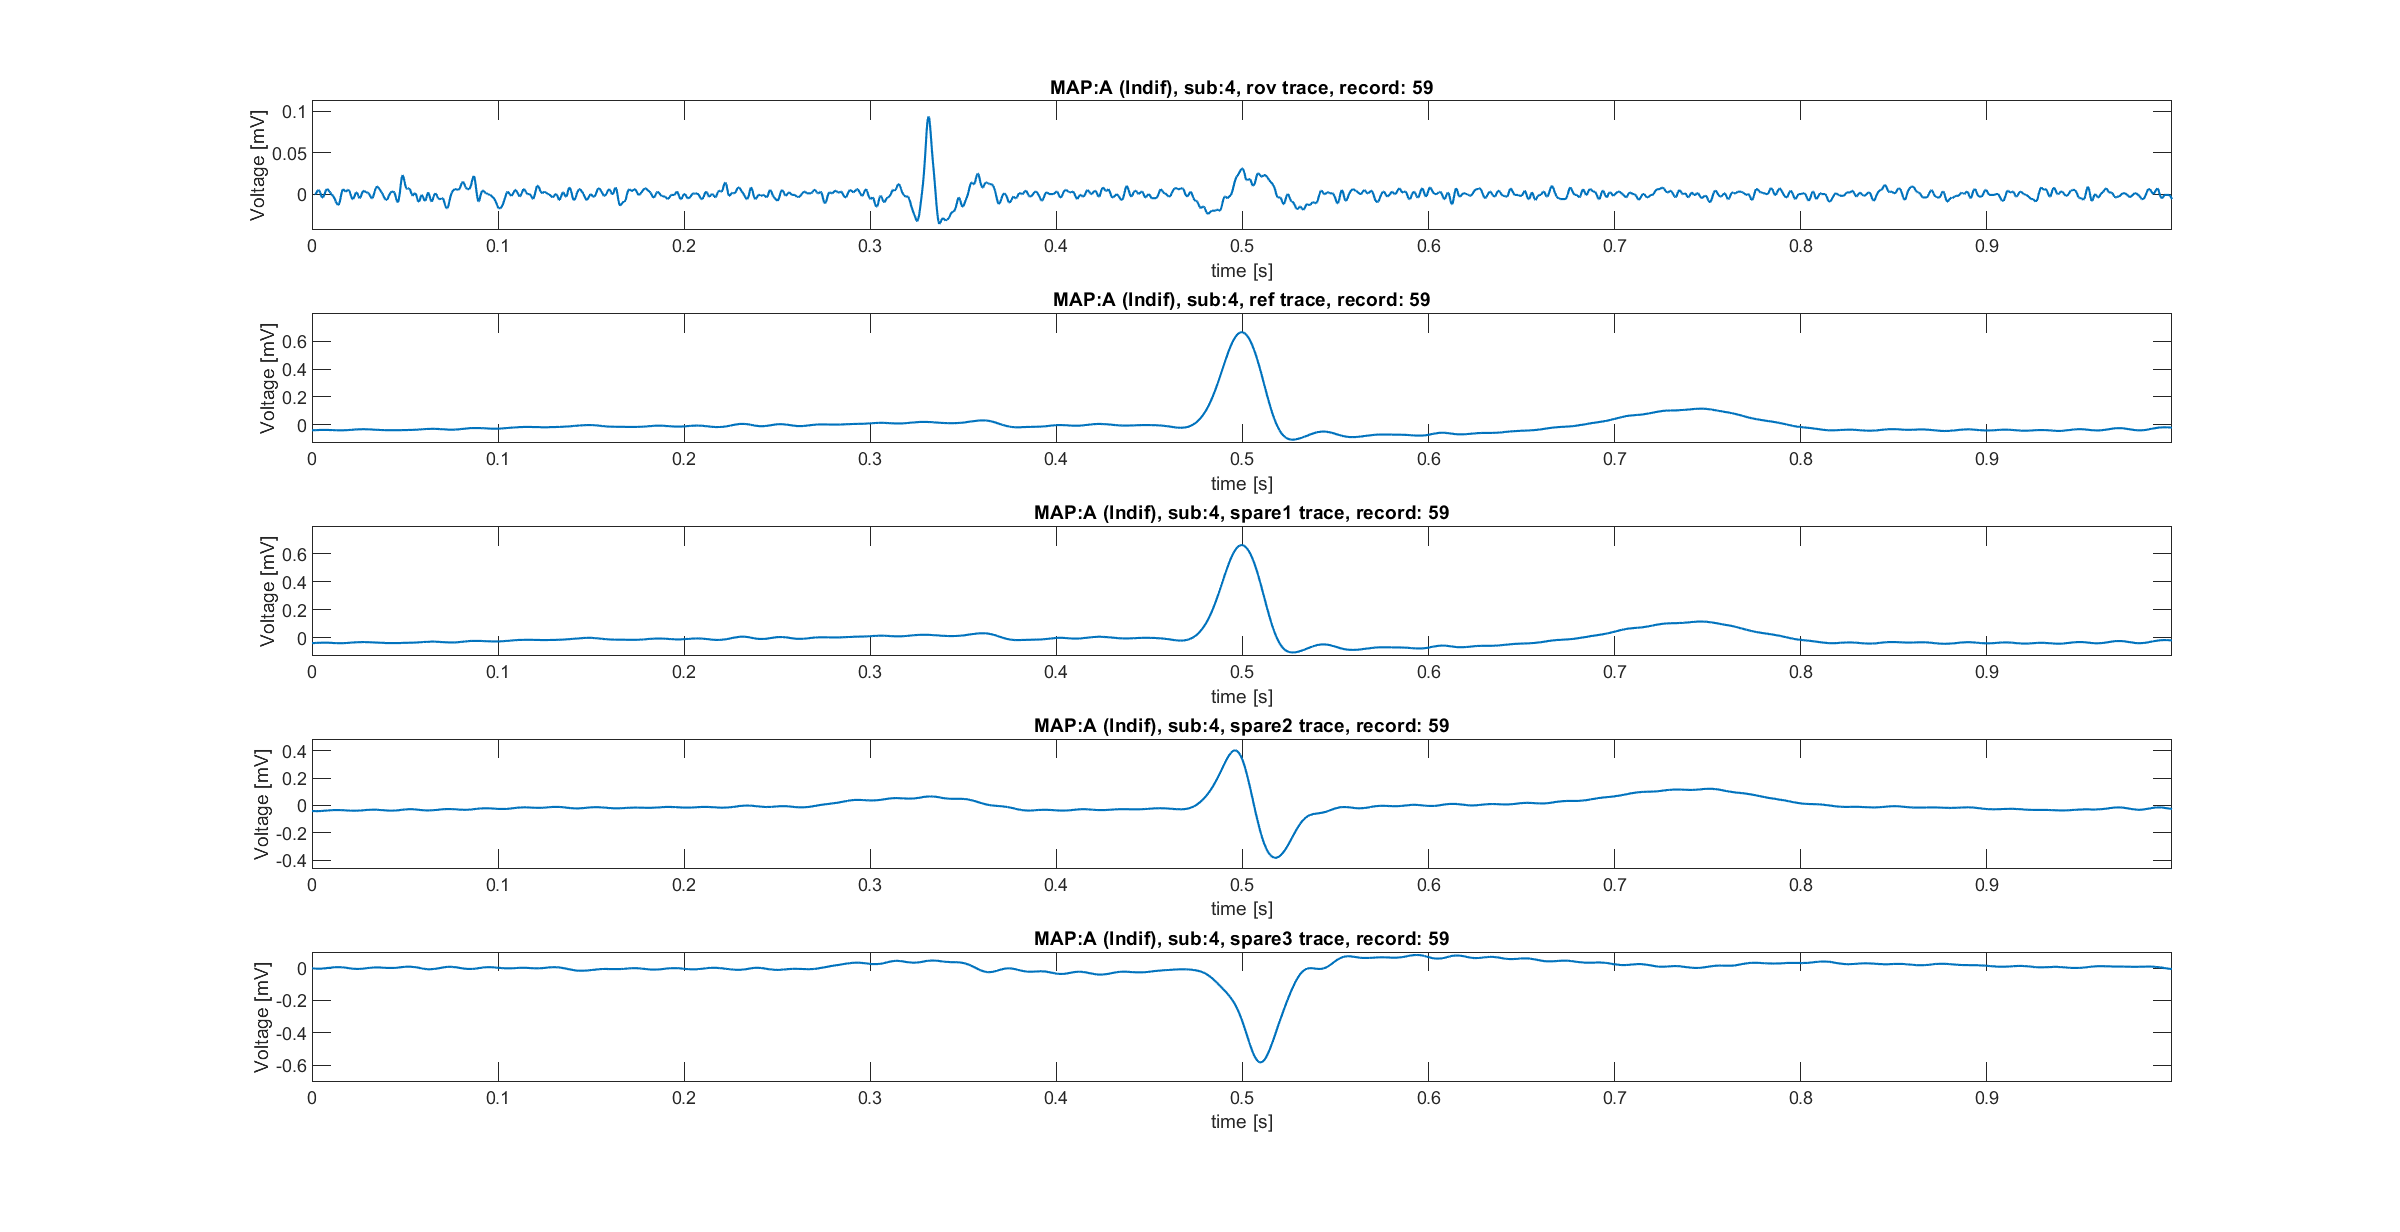 MAP:A (Indif), sub:4, rov trace, record: 59
Voltage [mV]
0.1
0.05
0
0 0.1 0.2 0.3 0.4 0.5 0.6 0.7 0.8 0.9
time [s]
MAP:A (Indif), sub:4, ref trace, record: 59
Voltage [mV]
0.6
0.4
0.2
0
0 0.1 0.2 0.3 0.4 0.5 0.6 0.7 0.8 0.9
time [s]
MAP:A (Indif), sub:4, spare1 trace, record: 59
Voltage [mV]
0.6
0.4
0.2
0
0 0.1 0.2 0.3 0.4 0.5 0.6 0.7 0.8 0.9
time [s]
MAP:A (Indif), sub:4, spare2 trace, record: 59
Voltage [mV]
0.4
0.2
0
-0.2
-0.4
0 0.1 0.2 0.3 0.4 0.5 0.6 0.7 0.8 0.9
time [s]
MAP:A (Indif), sub:4, spare3 trace, record: 59
Voltage [mV]
0
-0.2
-0.4
-0.6
0 0.1 0.2 0.3 0.4 0.5 0.6 0.7 0.8 0.9
time [s]